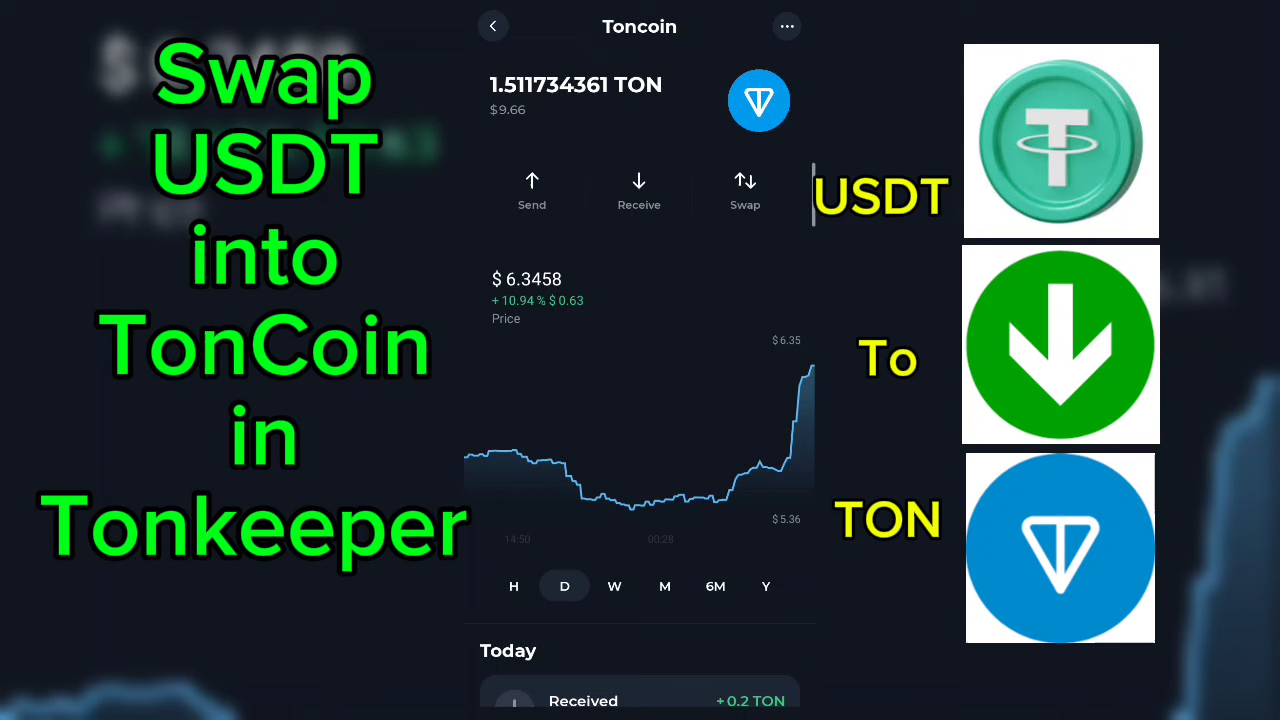 Swap
USDT
into
TonCoin
in
Tonkeeper
Toncoin
1.511734361 TON
$9.66
Send
Receive
Swap
$ 6.3458
+ 10.94 % $ 0.63
Price
$ 6.35
$ 5.36
14:50
00:28
H
D
W
M
6M
Y
Today
Received
+ 0.2 TON
USDT
To
TON